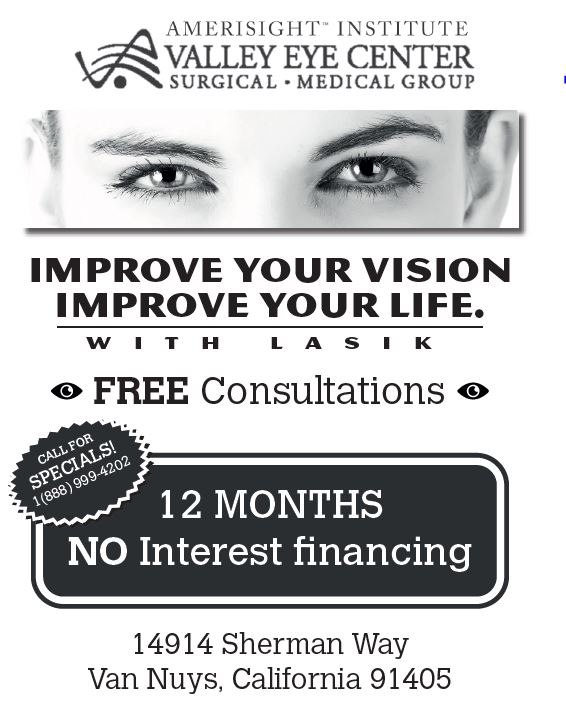 AMERISIGHT™ INSTITUTE
VALLEY EYE CENTER
SURGICAL • MEDICAL GROUP
IMPROVE YOUR VISION
IMPROVE YOUR LIFE.
WITH LASIK
FREE Consultations
CALL FOR
SPECIALS!
1(888) 999-4202
12 MONTHS
NO Interest financing
14914 Sherman Way
Van Nuys, California 91405